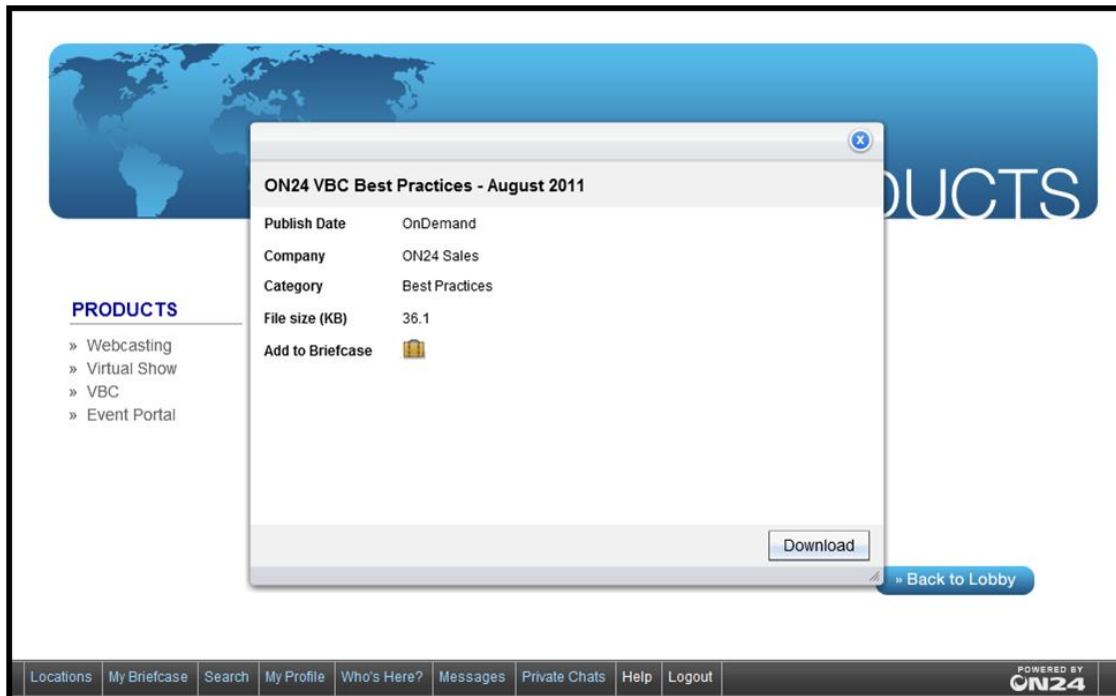 DUCTS
ON24 VBC Best Practices - August 2011
Publish Date OnDemand
Company ON24 Sales
Category Best Practices
File size (KB) 36.1
Add to Briefcase
PRODUCTS
» Webcasting
» Virtual Show
» VBC
» Event Portal
Download
» Back to Lobby
Locations My Briefcase Search My Profile Who's Here? Messages Private Chats Help Logout
POWERED BY
ON24